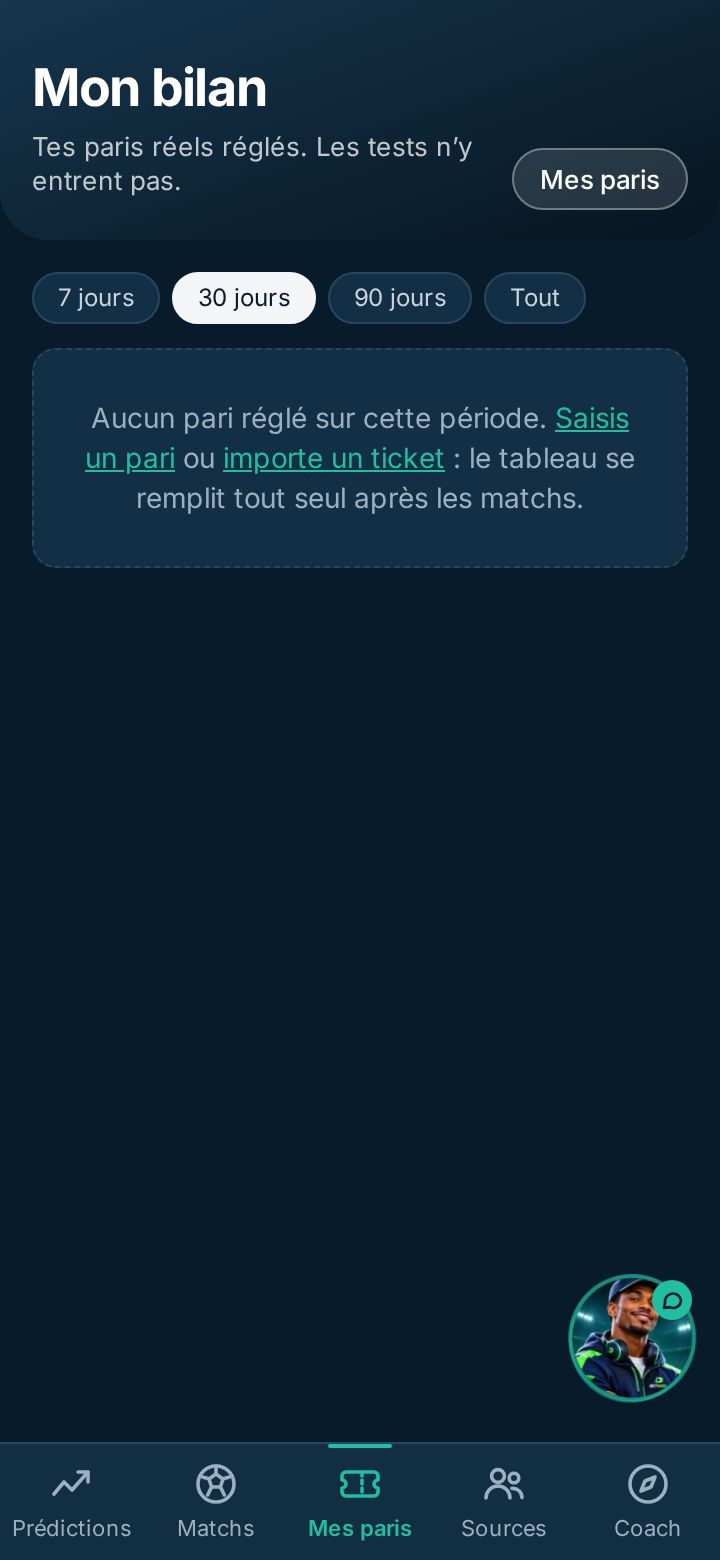 Mon bilan
Tes paris réels réglés. Les tests n’y
entrent pas.
Mes paris
7 jours
30 jours
90 jours
Tout
Aucun pari réglé sur cette période. Saisis
un pari ou importe un ticket : le tableau se
remplit tout seul après les matchs.
Prédictions
Matchs
Mes paris
Sources
Coach